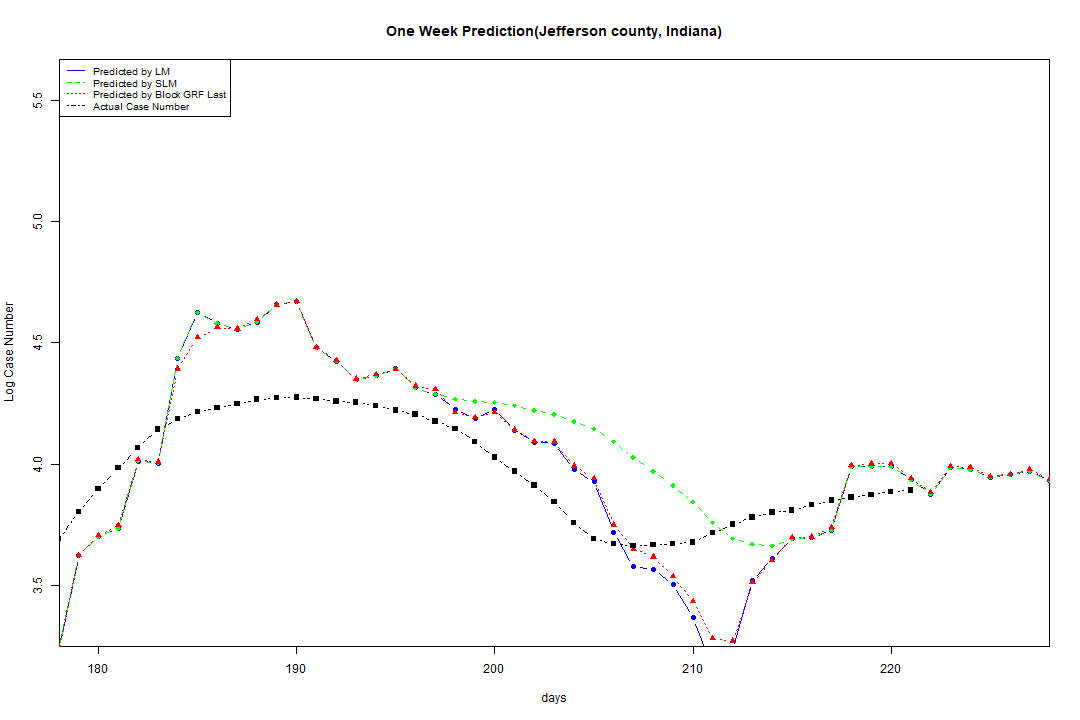 One Week Prediction(Jefferson county, Indiana)
Predicted by LM
Predicted by SLM
Predicted by Block GRF Last
Actual Case Number
5.5
5.0
4.5
4.0
3.5
Log Case Number
180 190 200 210 220
days